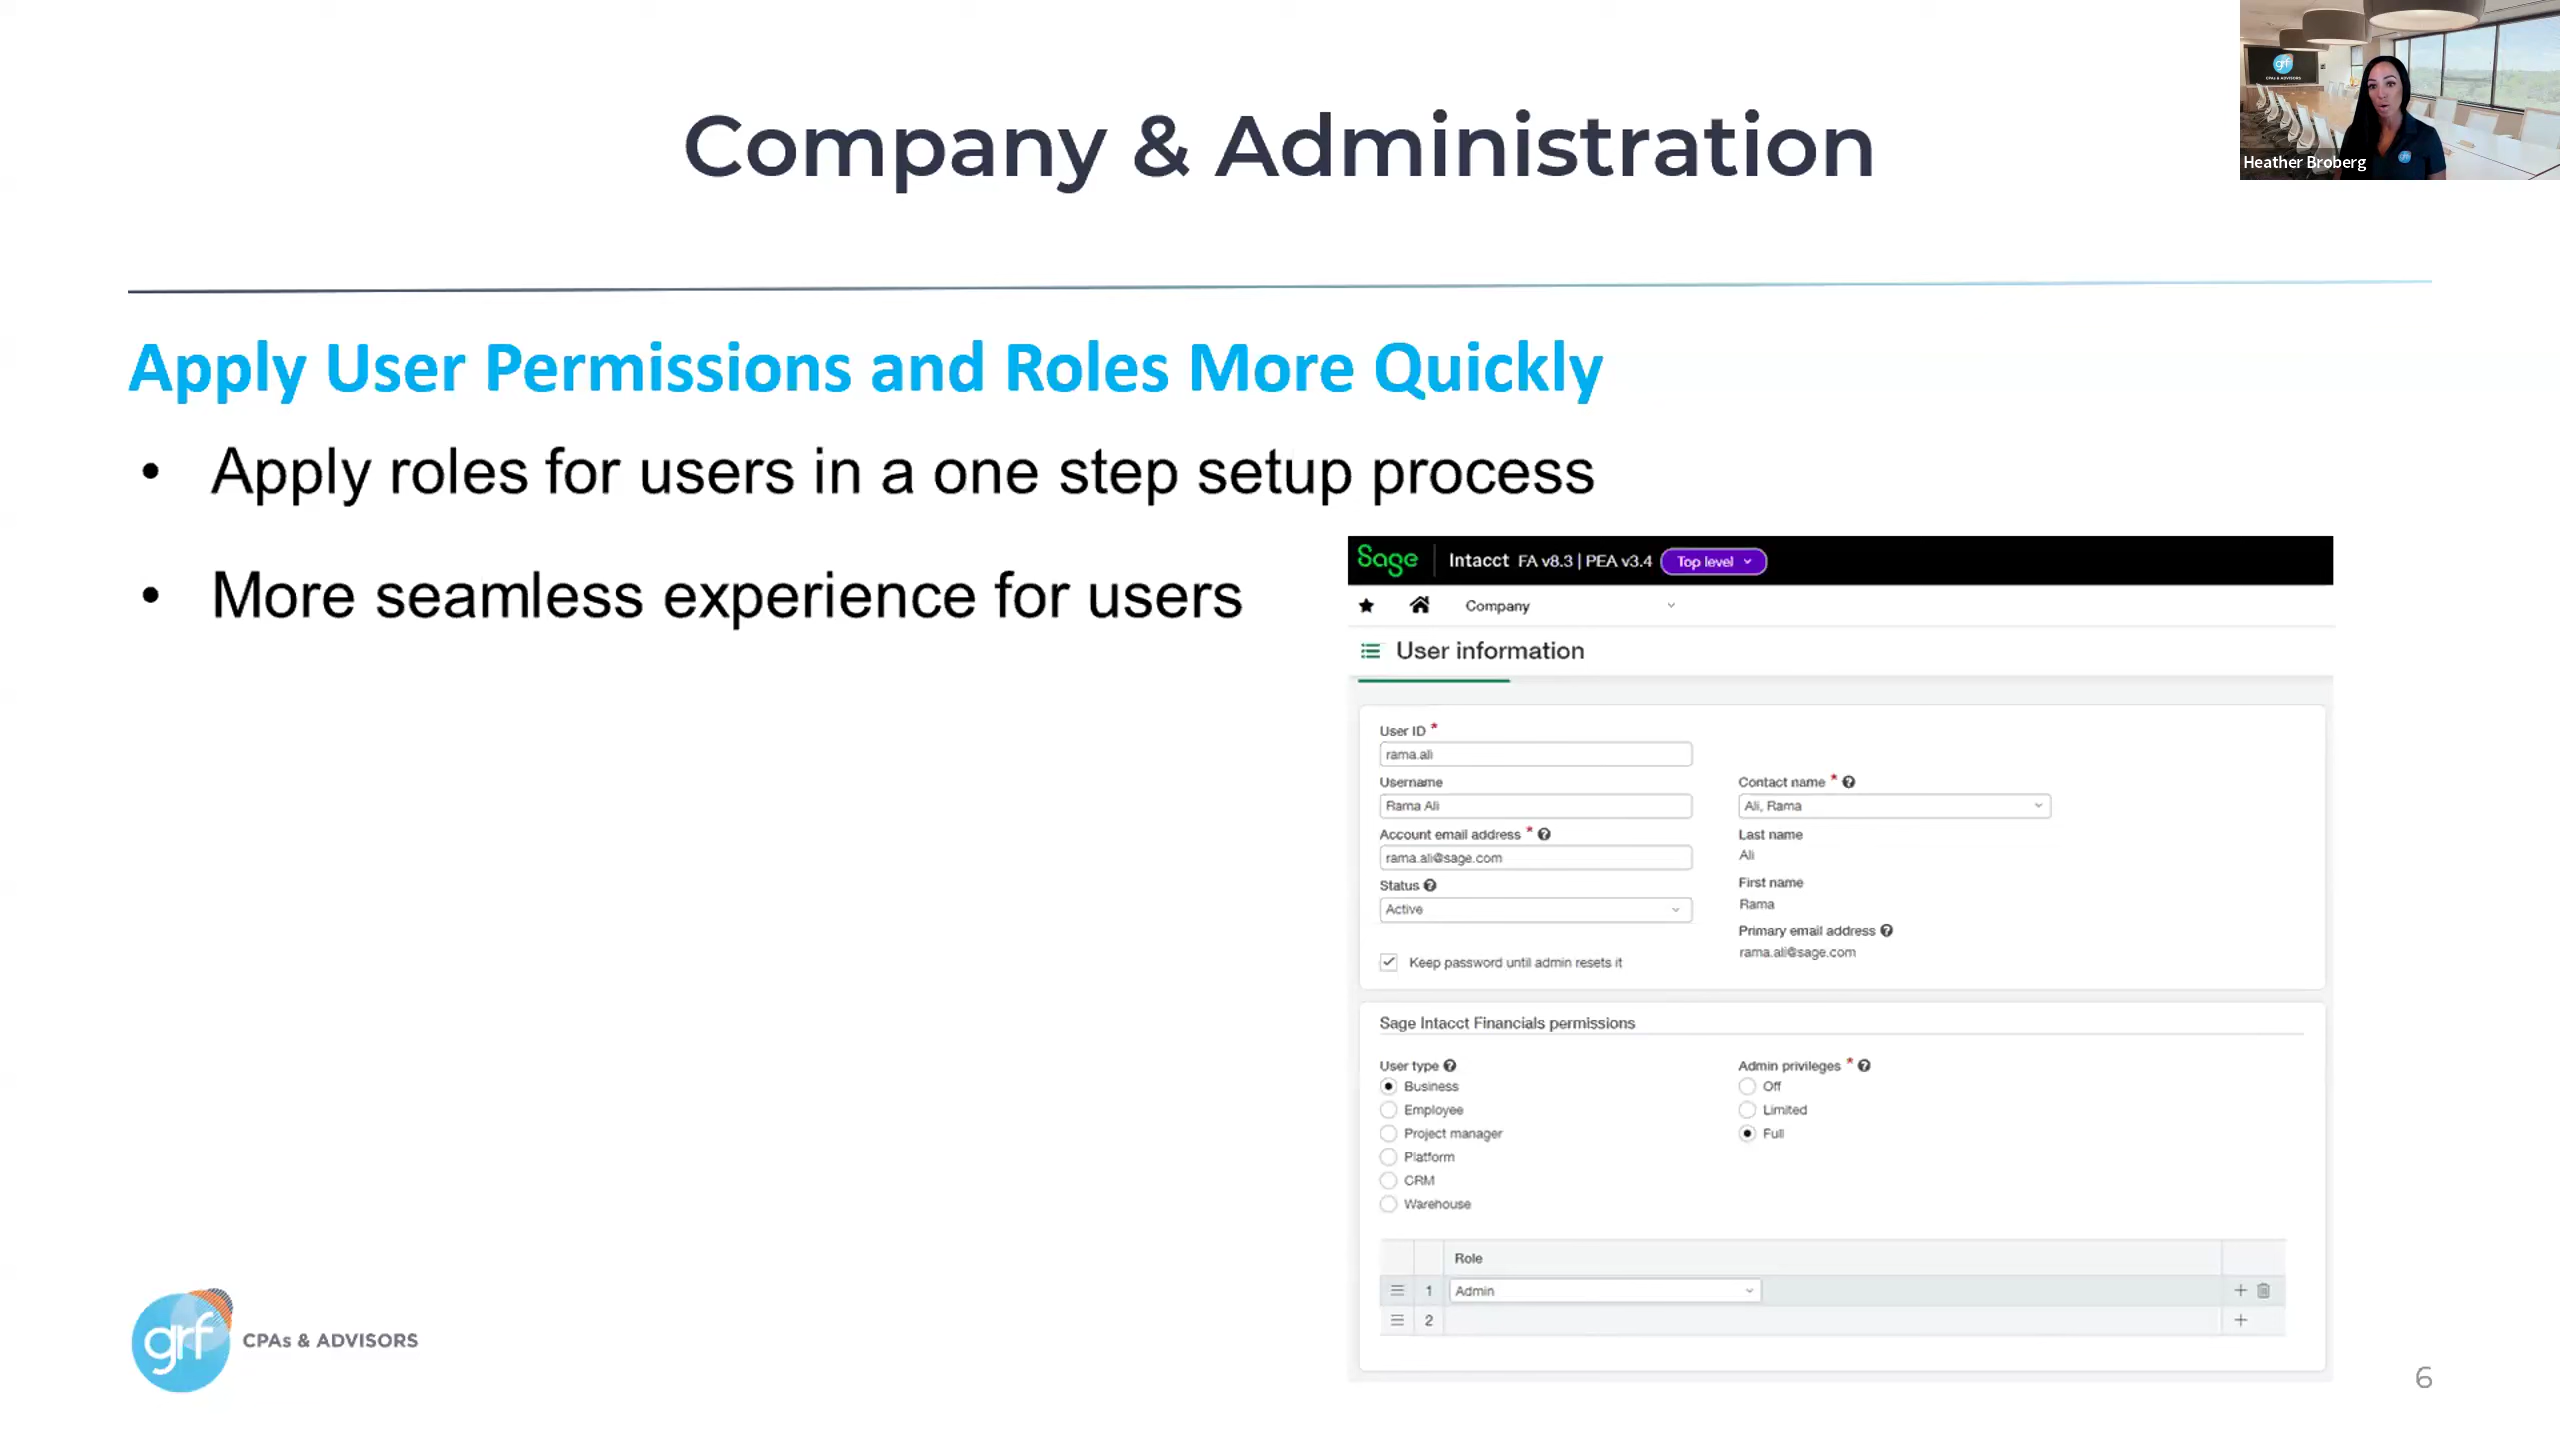 Company & Administration
grf
CPAs & ADVISORS
Heather Broberg
Apply User Permissions and Roles More Quickly
• Apply roles for users in a one step setup process
• More seamless experience for users
Sage Intacct FA v8.3 | PEA v3.4 Top level
Company
User information
User ID *
rama.ali
Username
Rama Ali
Contact name *
Ali, Rama
Account email address *
rama.ali@sage.com
Last name
Ali
Status
Active
First name
Rama
Primary email address
rama.ali@sage.com
Keep password until admin resets it
Sage Intacct Financials permissions
User type
Business
Employee
Project manager
Platform
CRM
Warehouse
Admin privileges *
Off
Limited
Full
Role
1 Admin
2
grf CPAs & ADVISORS
6